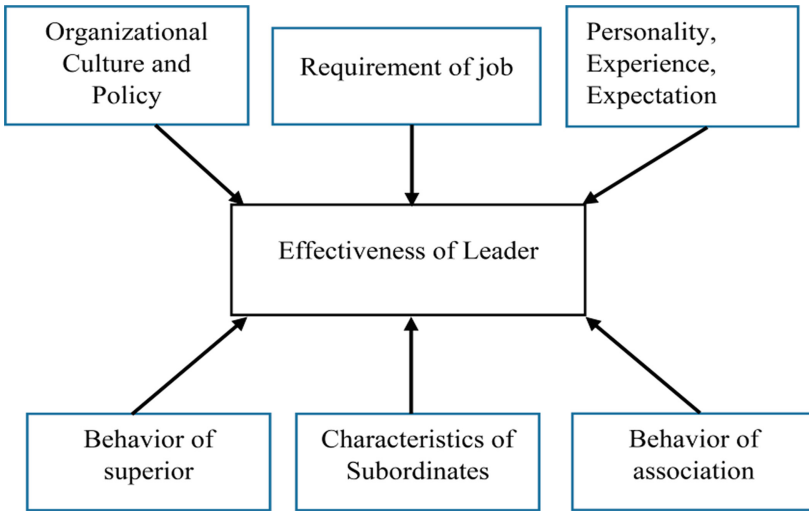 Organizational
Culture and
Policy
Requirement of job
Personality,
Experience,
Expectation
Effectiveness of Leader
Behavior of
superior
Characteristics of
Subordinates
Behavior of
association